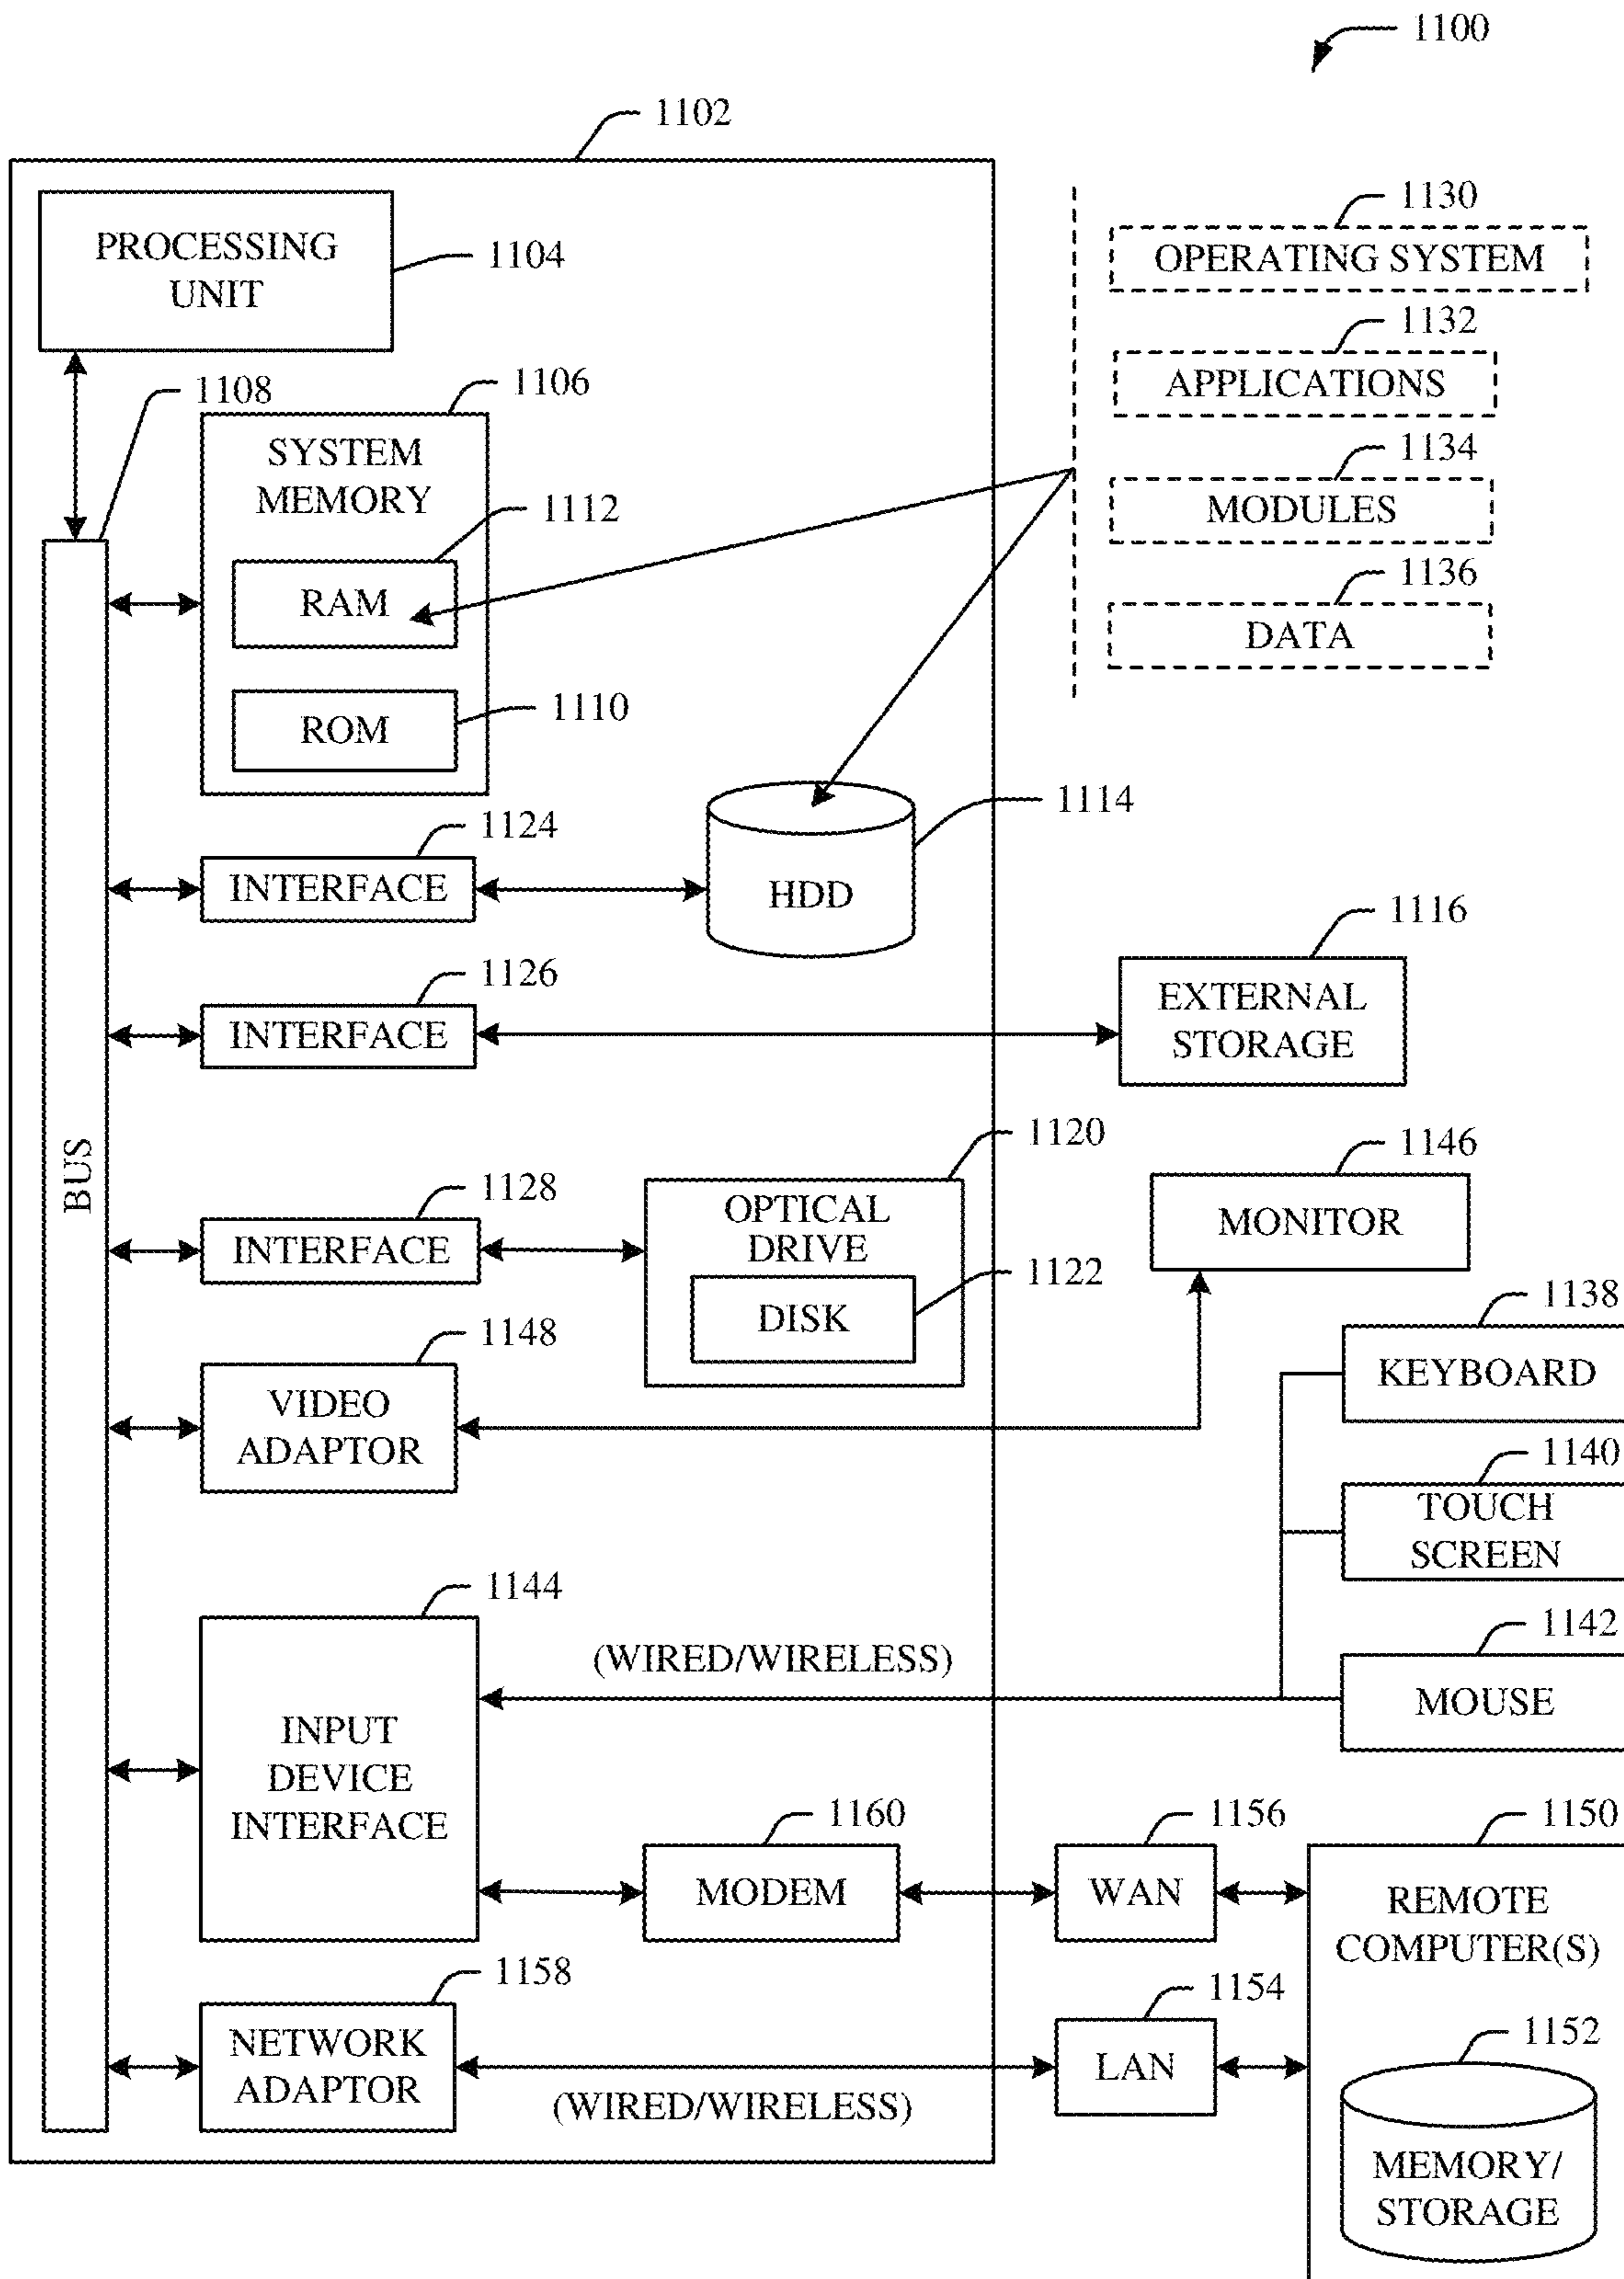 1100
1102
PROCESSING
UNIT
1104
1130
OPERATING SYSTEM
1132
APPLICATIONS
1134
MODULES
1136
DATA
1108
1106
SYSTEM
MEMORY
1112
RAM
1110
ROM
1124
INTERFACE
1114
HDD
1126
INTERFACE
1116
EXTERNAL
STORAGE
BUS
1128
INTERFACE
1120
OPTICAL
DRIVE
1122
DISK
1146
MONITOR
1148
VIDEO
ADAPTOR
1138
KEYBOARD
1140
TOUCH
SCREEN
1144
INPUT
DEVICE
INTERFACE
(WIRED/WIRELESS)
1142
MOUSE
1160
MODEM
1156
WAN
1150
REMOTE
COMPUTER(S)
1158
NETWORK
ADAPTOR
(WIRED/WIRELESS)
1154
LAN
1152
MEMORY/
STORAGE